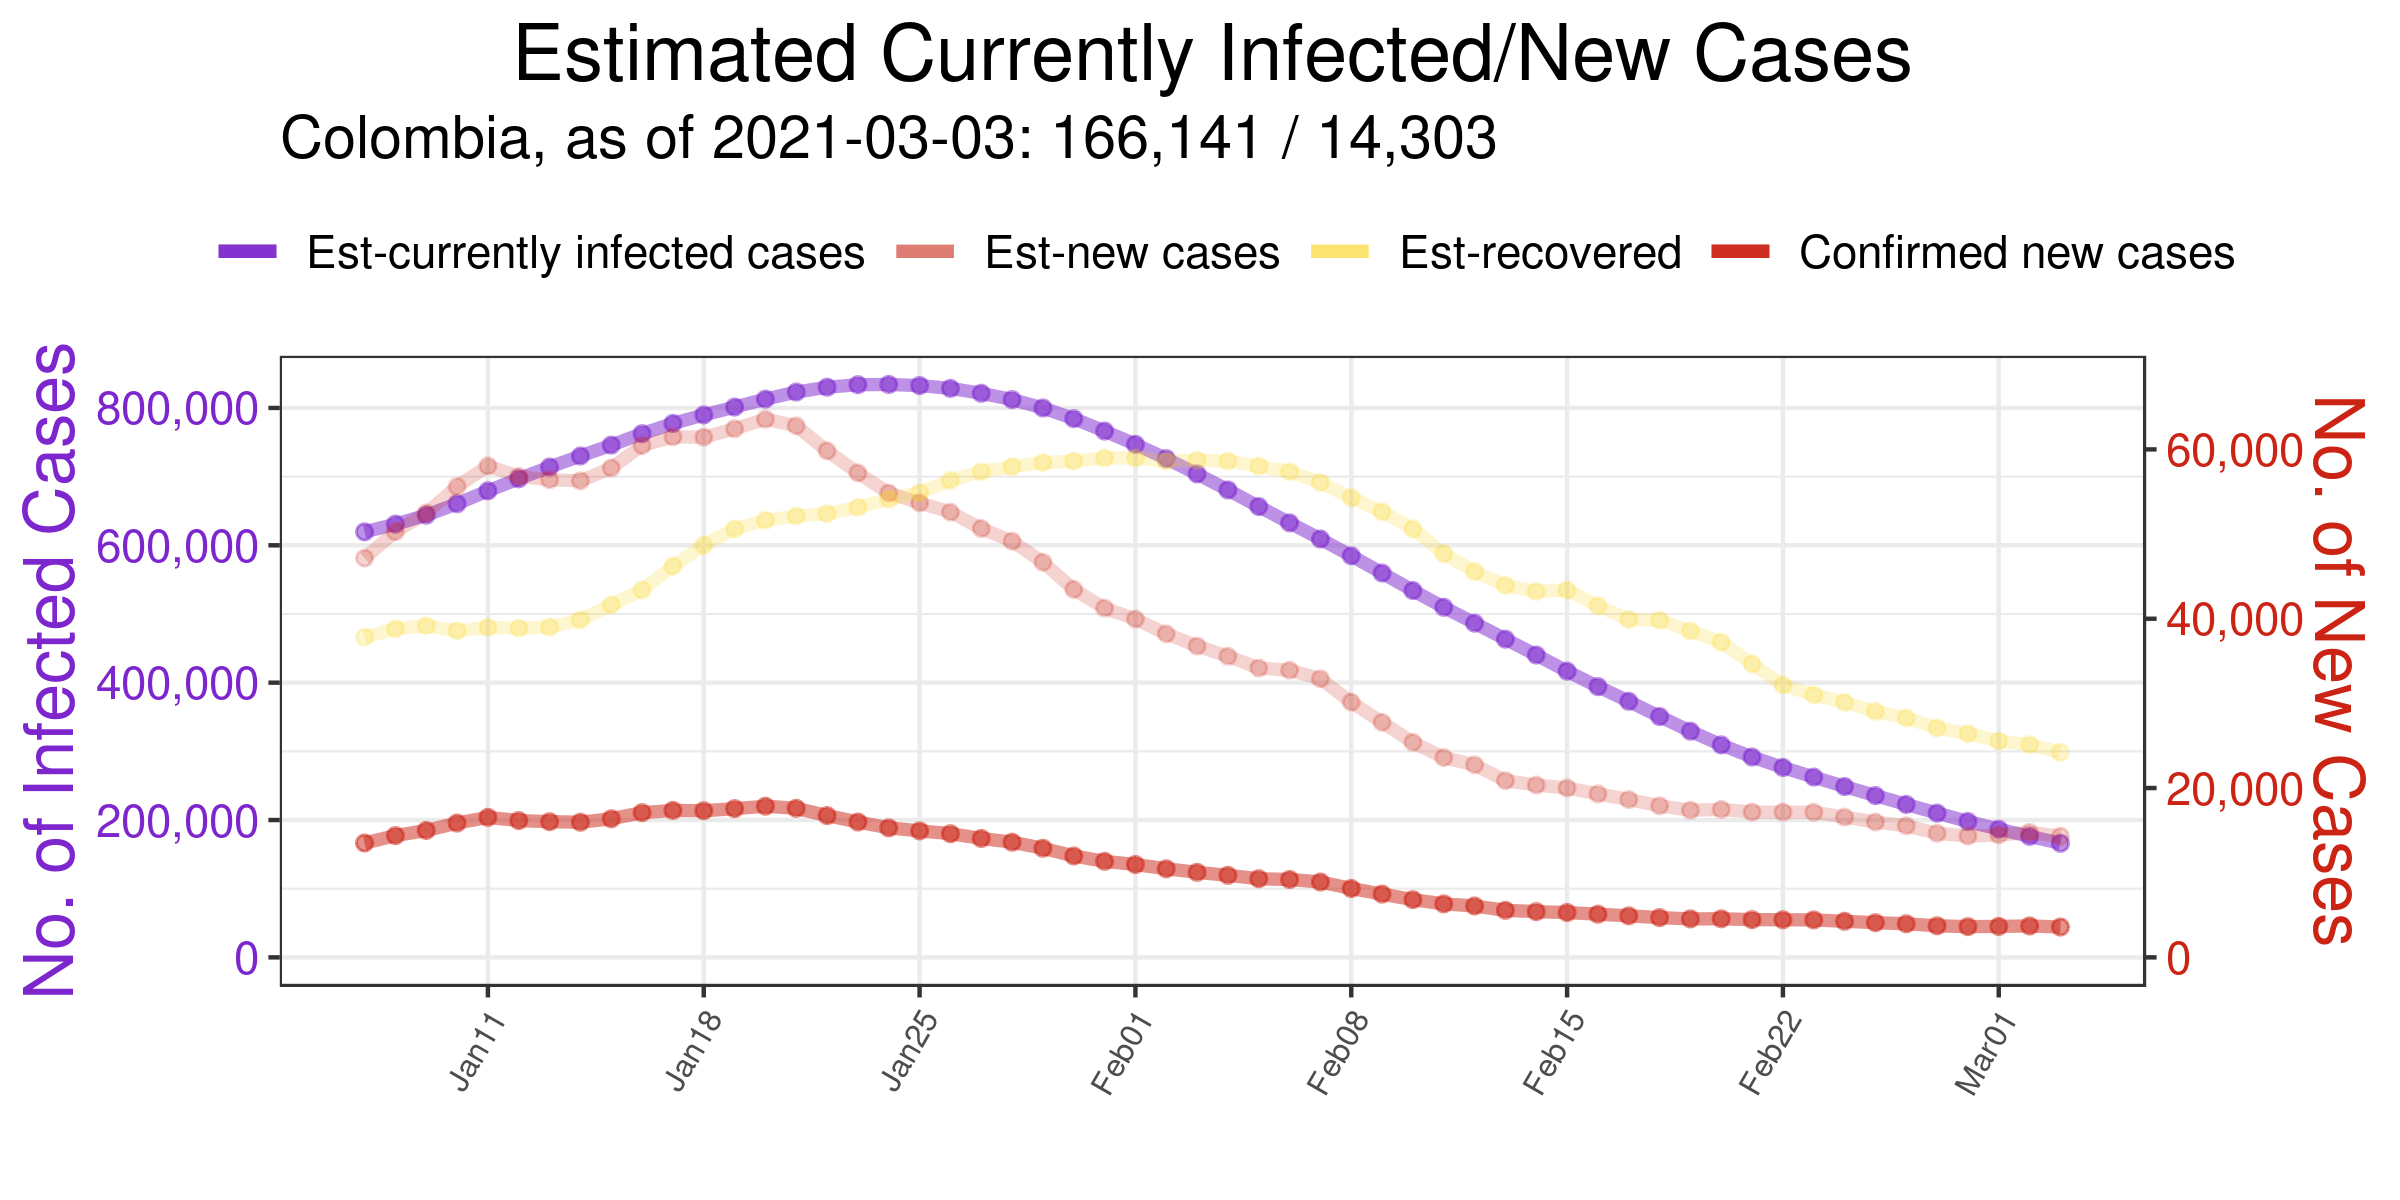 Estimated Currently Infected/New Cases
Colombia, as of 2021-03-03: 166,141 / 14,303
Est-currently infected cases Est-new cases Est-recovered Confirmed new cases
No. of Infected Cases
800,000
600,000
400,000
200,000
0
60,000
40,000
20,000
0
No. of New Cases
Jan11 Jan18 Jan25 Feb01 Feb08 Feb15 Feb22 Mar01